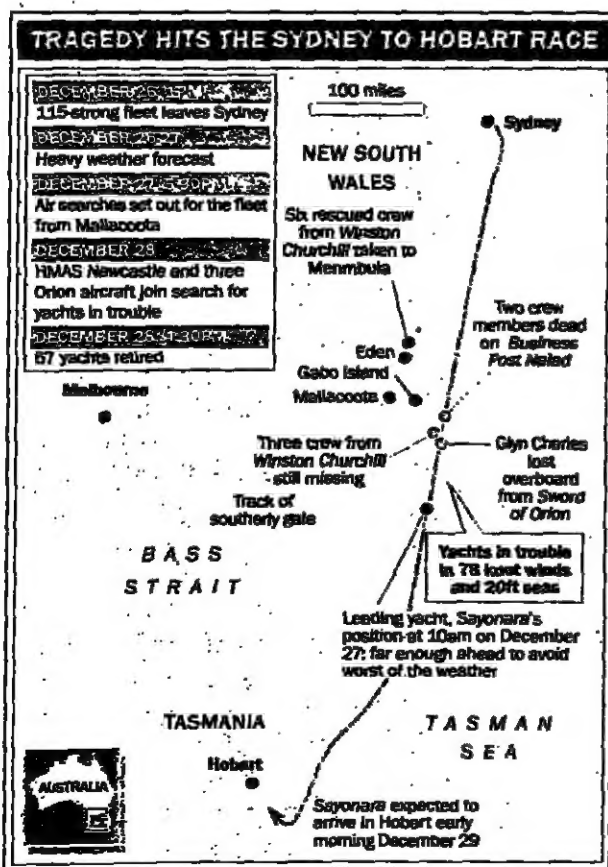 TRAGEDY HITS THE SYDNEY TO HOBART RACE
DECEMBER 26
115-strong fleet leaves Sydney
DECEMBER
Heavy weather forecast
DECEMBER 27
Air searches set out for the fleet
from Mallacoota
DECEMBER 28
HMAS Newcastle and three
Orion aircraft join search for
yachts in trouble
DECEMBER
57 yachts retired
100 miles
Sydney
NEW SOUTH
WALES
Six rescued crew
from Winston
Churchill taken to
Menmbula
Two crew
members dead
on Business
Post Naiad
Eden
Gabo Island
Mallacoota
Melbourne
Three crew from
Winston Churchill
still missing
Glyn Charles
lost
overboard
from Sword
of Orion
Track of
southerly gale
Yachts in trouble
in 78 knot winds
and 20ft seas
BASS
STRAIT
Leading yacht, Sayonara's
position at 10am on December
27: far enough ahead to avoid
worst of the weather
TASMANIA
TASMAN
SEA
Hobart
AUSTRALIA
Sayonara expected to
arrive in Hobart early
morning December 29